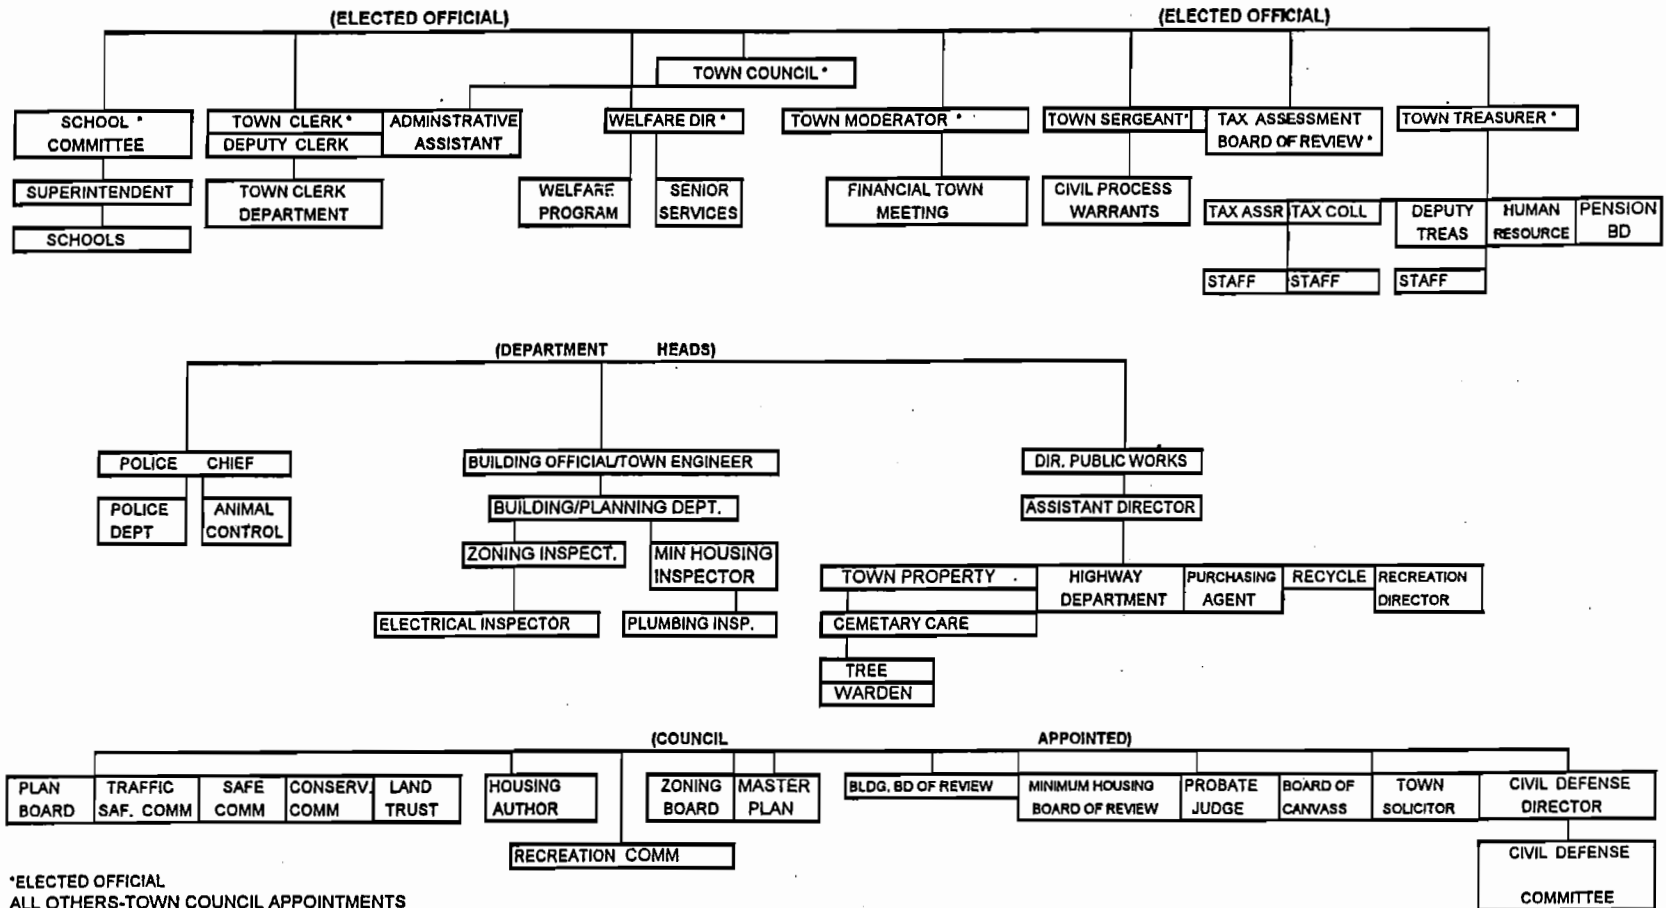 (ELECTED OFFICIAL) (ELECTED OFFICIAL)
TOWN COUNCIL *
SCHOOL *
COMMITTEE
TOWN CLERK *
DEPUTY CLERK
ADMINSTRATIVE
ASSISTANT
WELFARE DIR *
TOWN MODERATOR *
TOWN SERGEANT*
TAX ASSESSMENT
BOARD OF REVIEW *
TOWN TREASURER *
SUPERINTENDENT
SCHOOLS
TOWN CLERK
DEPARTMENT
WELFARE
PROGRAM
SENIOR
SERVICES
FINANCIAL TOWN
MEETING
CIVIL PROCESS
WARRANTS
TAX ASSR
TAX COLL
DEPUTY
TREAS
HUMAN
RESOURCE
PENSION
BD
STAFF
STAFF
STAFF
(DEPARTMENT HEADS)
POLICE CHIEF
POLICE
DEPT
ANIMAL
CONTROL
BUILDING OFFICIAL/TOWN ENGINEER
BUILDING/PLANNING DEPT.
ZONING INSPECT.
MIN HOUSING
INSPECTOR
ELECTRICAL INSPECTOR
PLUMBING INSP.
DIR. PUBLIC WORKS
ASSISTANT DIRECTOR
TOWN PROPERTY
HIGHWAY
DEPARTMENT
PURCHASING
AGENT
RECYCLE
RECREATION
DIRECTOR
CEMETARY CARE
TREE
WARDEN
(COUNCIL APPOINTED)
PLAN
BOARD
TRAFFIC
SAF. COMM
SAFE
COMM
CONSERV.
COMM
LAND
TRUST
HOUSING
AUTHOR
RECREATION COMM
ZONING
BOARD
MASTER
PLAN
BLDG. BD OF REVIEW
MINIMUM HOUSING
BOARD OF REVIEW
PROBATE
JUDGE
BOARD OF
CANVASS
TOWN
SOLICITOR
CIVIL DEFENSE
DIRECTOR
CIVIL DEFENSE
COMMITTEE
*ELECTED OFFICIAL
ALL OTHERS-TOWN COUNCIL APPOINTMENTS